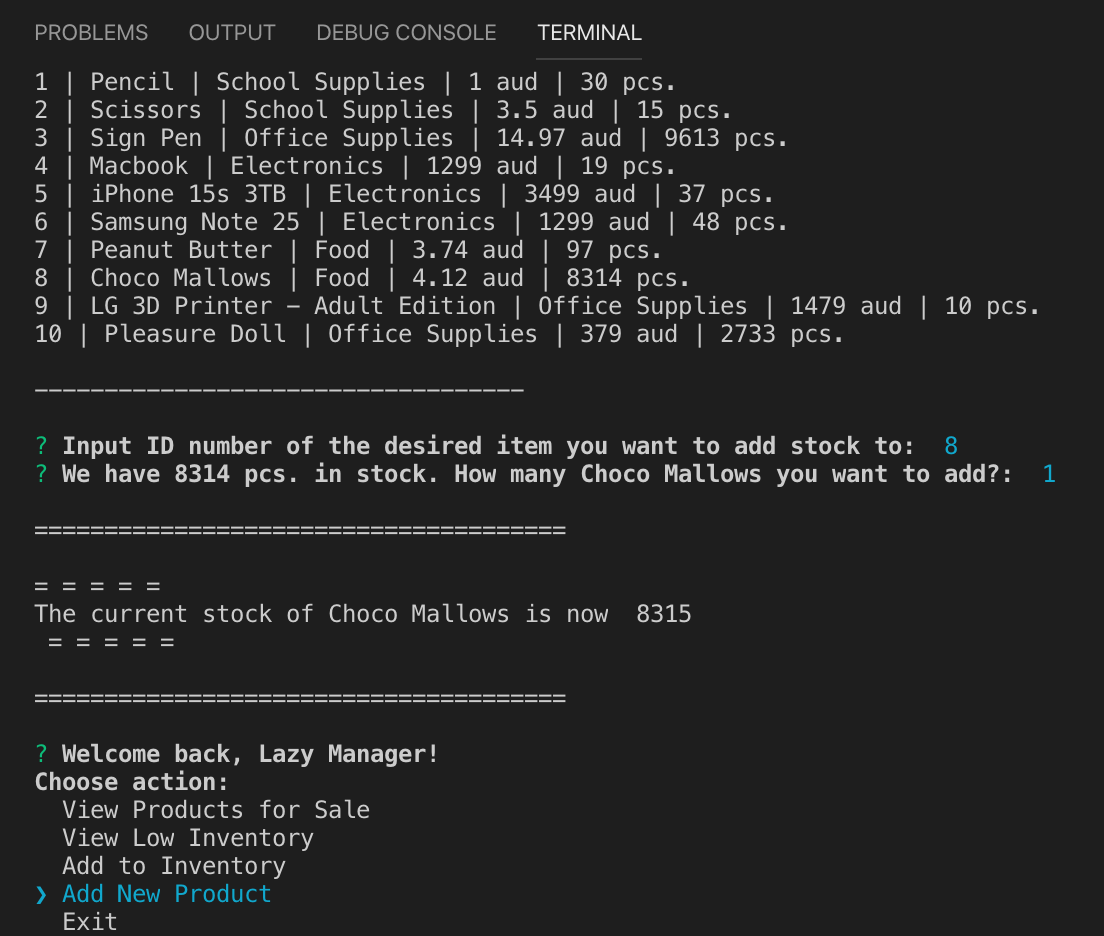 PROBLEMS OUTPUT DEBUG CONSOLE TERMINAL
1 | Pencil | School Supplies | 1 aud | 30 pcs.
2 | Scissors | School Supplies | 3.5 aud | 15 pcs.
3 | Sign Pen | Office Supplies | 14.97 aud | 9613 pcs.
4 | Macbook | Electronics | 1299 aud | 19 pcs.
5 | iPhone 15s 3TB | Electronics | 3499 aud | 37 pcs.
6 | Samsung Note 25 | Electronics | 1299 aud | 48 pcs.
7 | Peanut Butter | Food | 3.74 aud | 97 pcs.
8 | Choco Mallows | Food | 4.12 aud | 8314 pcs.
9 | LG 3D Printer – Adult Edition | Office Supplies | 1479 aud | 10 pcs.
10 | Pleasure Doll | Office Supplies | 379 aud | 2733 pcs.
-----------------------------------
? Input ID number of the desired item you want to add stock to:  8
? We have 8314 pcs. in stock. How many Choco Mallows you want to add?:  1
======================================
= = = = =
The current stock of Choco Mallows is now  8315
 = = = = =
======================================
? Welcome back, Lazy Manager!
Choose action:
  View Products for Sale
  View Low Inventory
  Add to Inventory
❯ Add New Product
  Exit